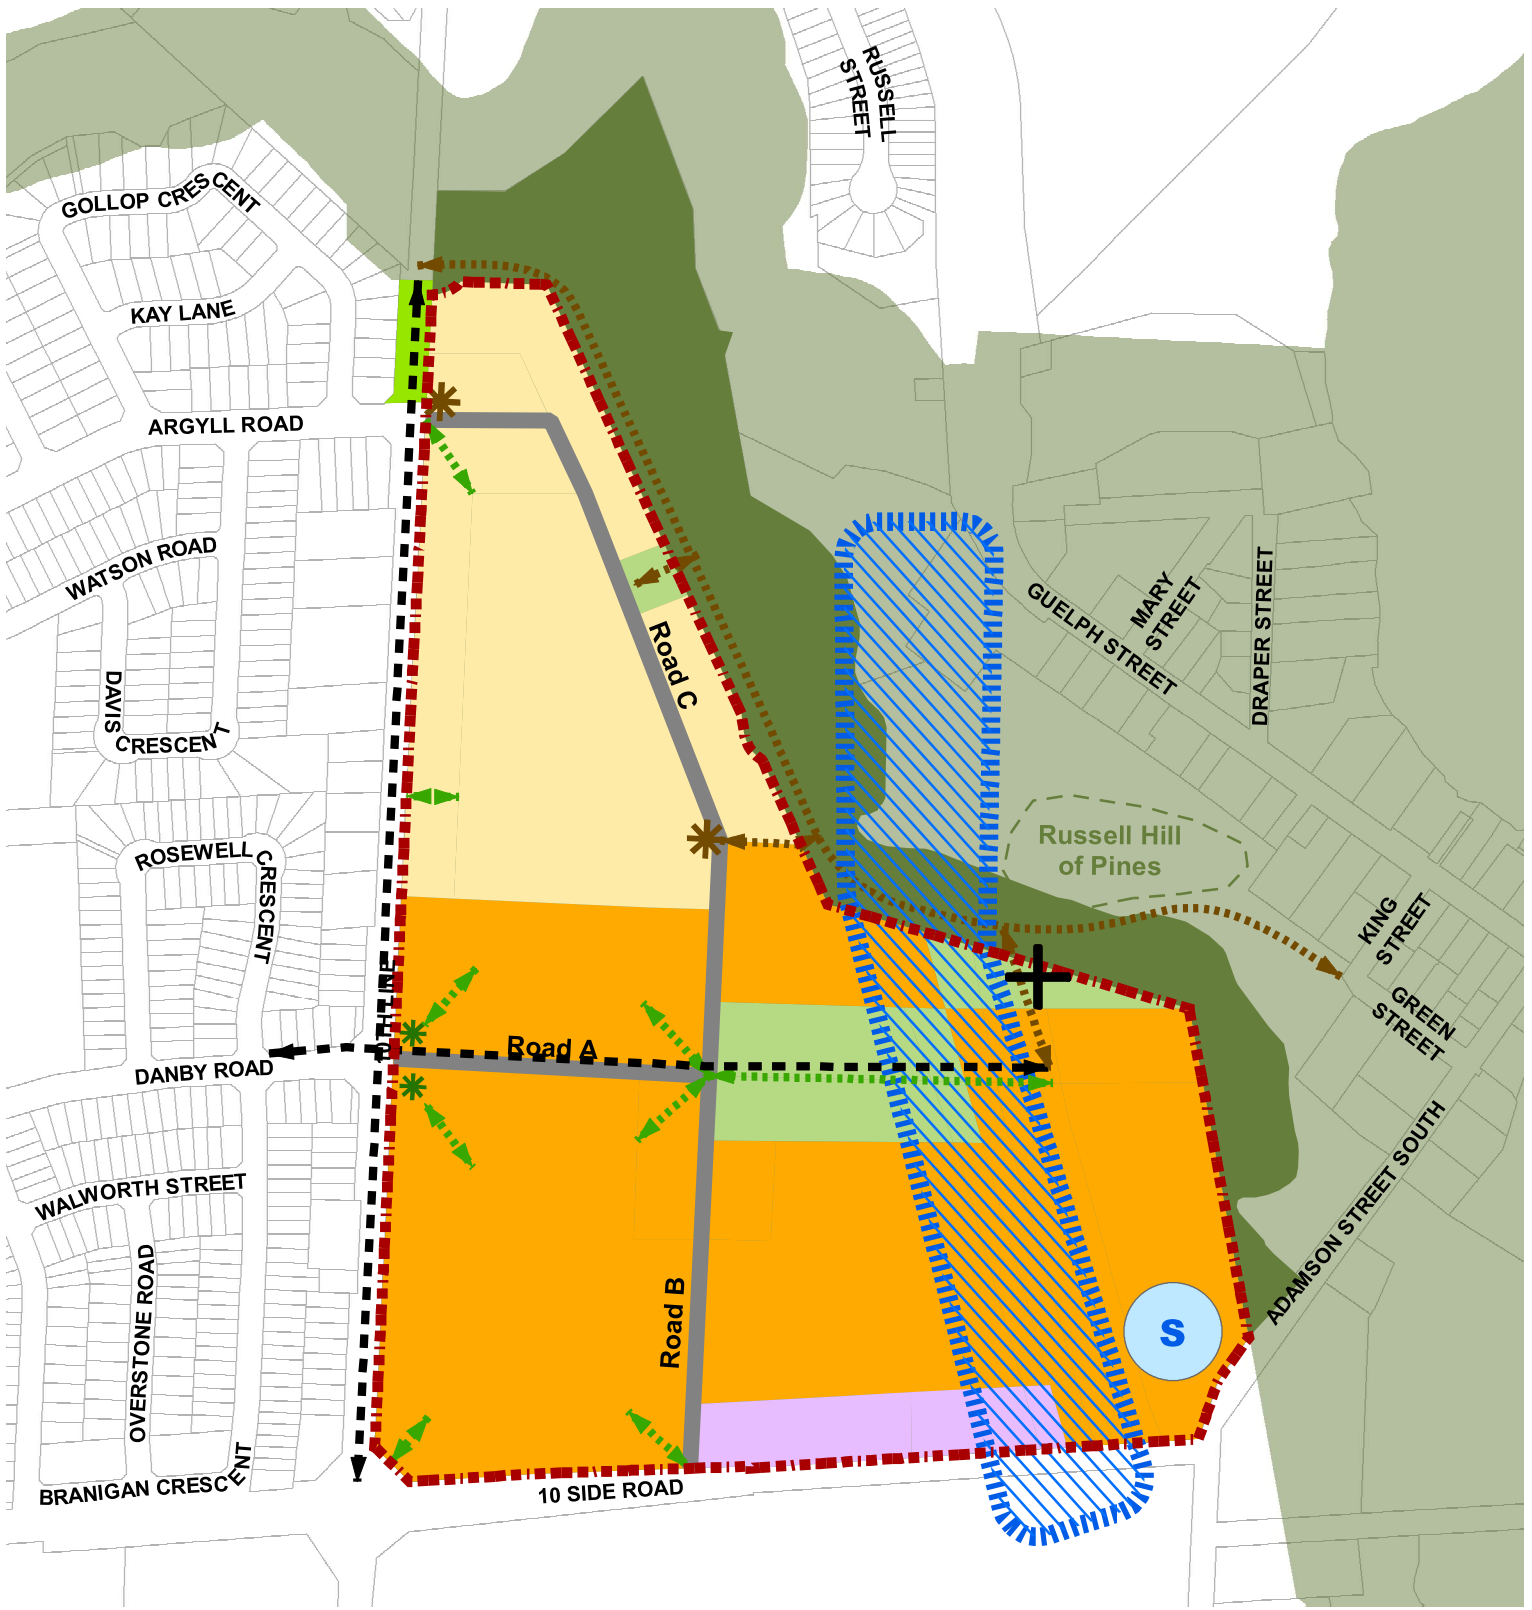 RUSSELL
STREET
GOLLOP CRESCENT
KAY LANE
ARGYLL ROAD
WATSON ROAD
DAVIS
CRESCENT
GUELPH STREET
MARY
STREET
DRAPER STREET
Road C
ROSEWELL
CRESCENT
Russell Hill
of Pines
KING
STREET
GREEN
STREET
10TH LINE
Road A
DANBY ROAD
WALWORTH STREET
OVERSTONE ROAD
Road B
ADAMSON STREET SOUTH
S
BRANIGAN CRESCENT
10 SIDE ROAD